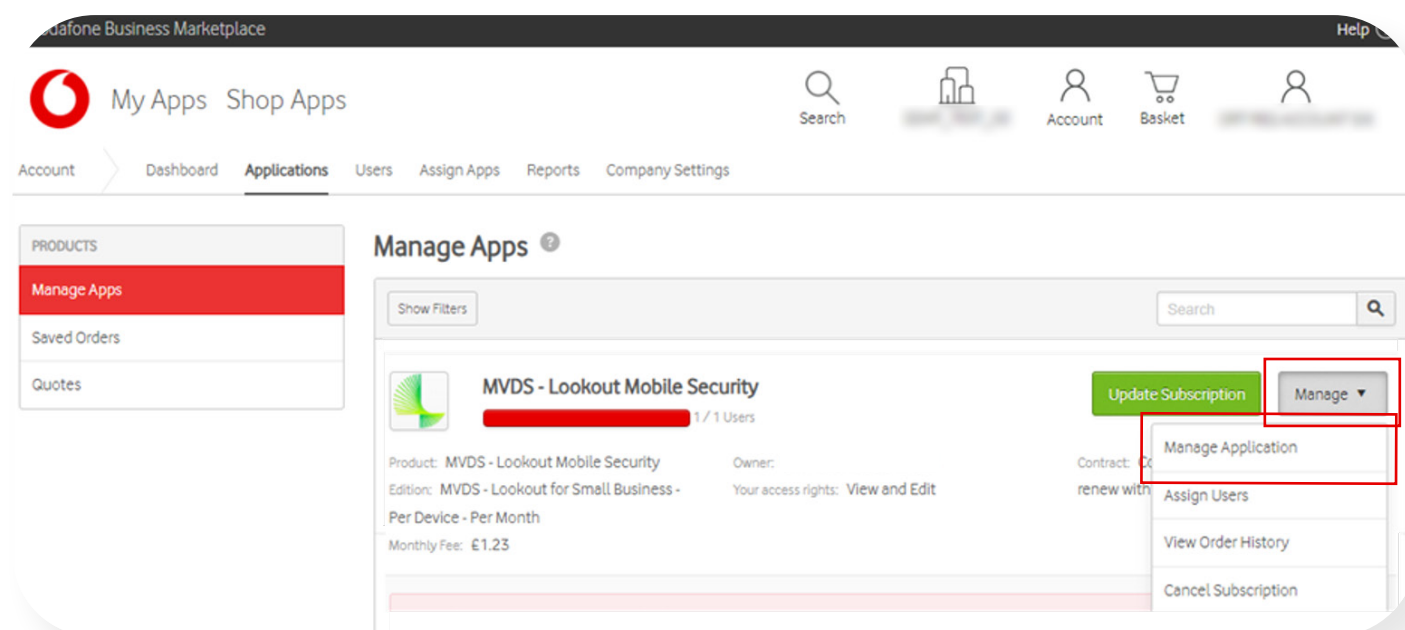 Business Marketplace
Help
My Apps Shop Apps
Search
Account
Basket
Account Dashboard Applications Users Assign Apps Reports Company Settings
PRODUCTS
Manage Apps
Saved Orders
Quotes
Manage Apps ?
Show Filters
Search
MVDS - Lookout Mobile Security
Update Subscription
Manage ▼
1 / 1 Users
Manage Application
Assign Users
View Order History
Cancel Subscription
Product: MVDS - Lookout Mobile Security
Edition: MVDS - Lookout for Small Business -
Per Device - Per Month
Monthly Fee: £1.23
Owner:
Your access rights: View and Edit
Contract:
renew with